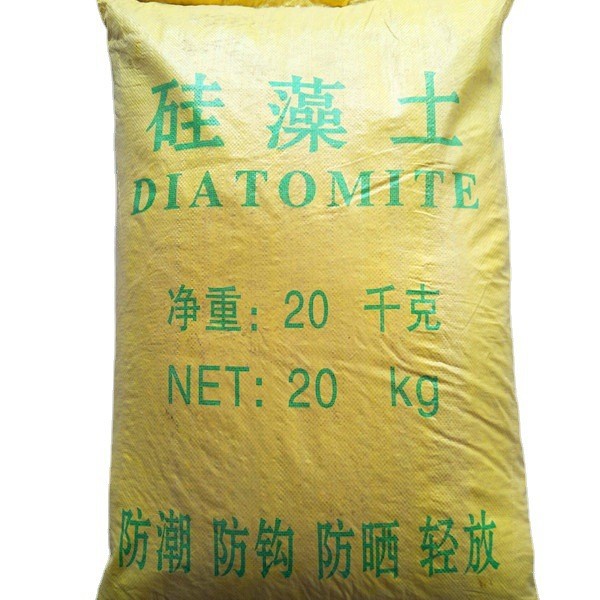 硅藻土
DIATOMITE
净重: 20 千克
NET: 20 kg
防潮 防钩 防晒 轻放